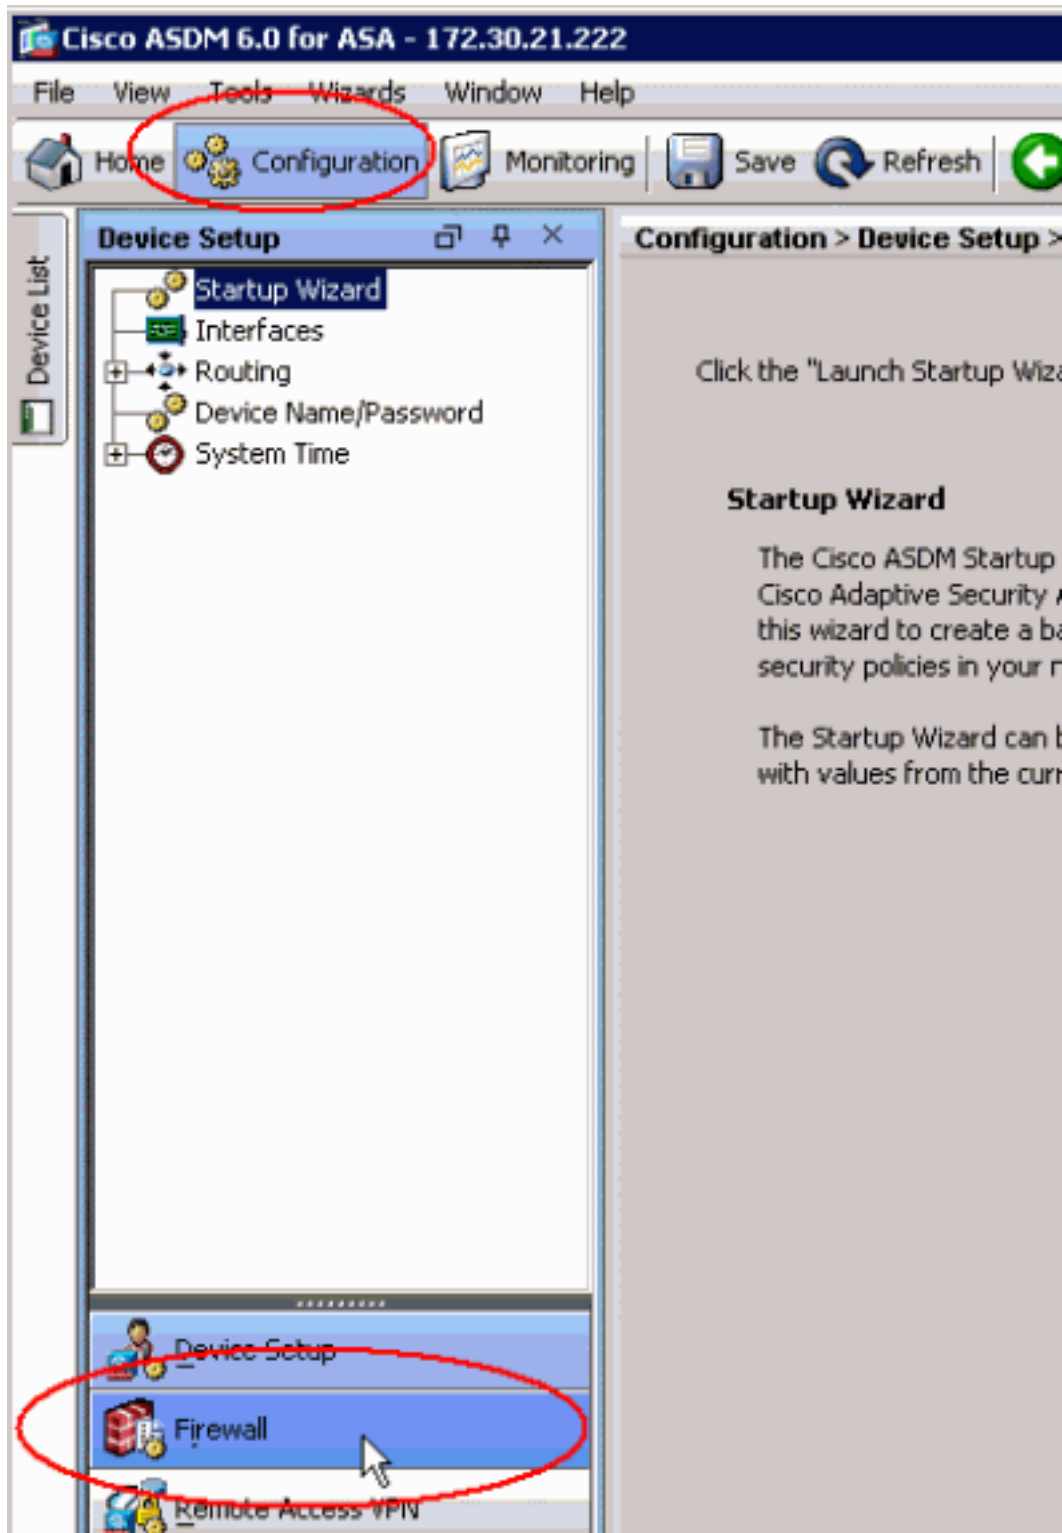 Cisco ASDM 6.0 for ASA - 172.30.21.222
File View Tools Wizards Window Help
Home Configuration Monitoring Save Refresh
Device List
Device Setup
Configuration > Device Setup >
Startup Wizard
Interfaces
Routing
Device Name/Password
System Time
Click the "Launch Startup Wiza
Startup Wizard
The Cisco ASDM Startup
Cisco Adaptive Security
this wizard to create a ba
security policies in your
The Startup Wizard can
with values from the curr
Device Setup
Firewall
Remote Access VPN